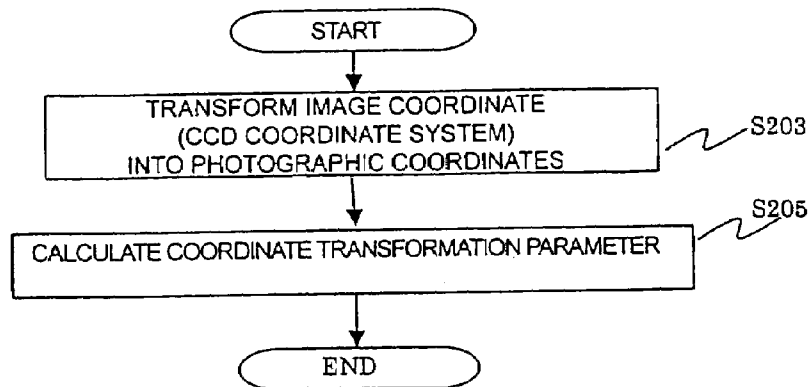 START
TRANSFORM IMAGE COORDINATE
(CCD COORDINATE SYSTEM)
INTO PHOTOGRAPHIC COORDINATES
S203
S205
CALCULATE COORDINATE TRANSFORMATION PARAMETER
END